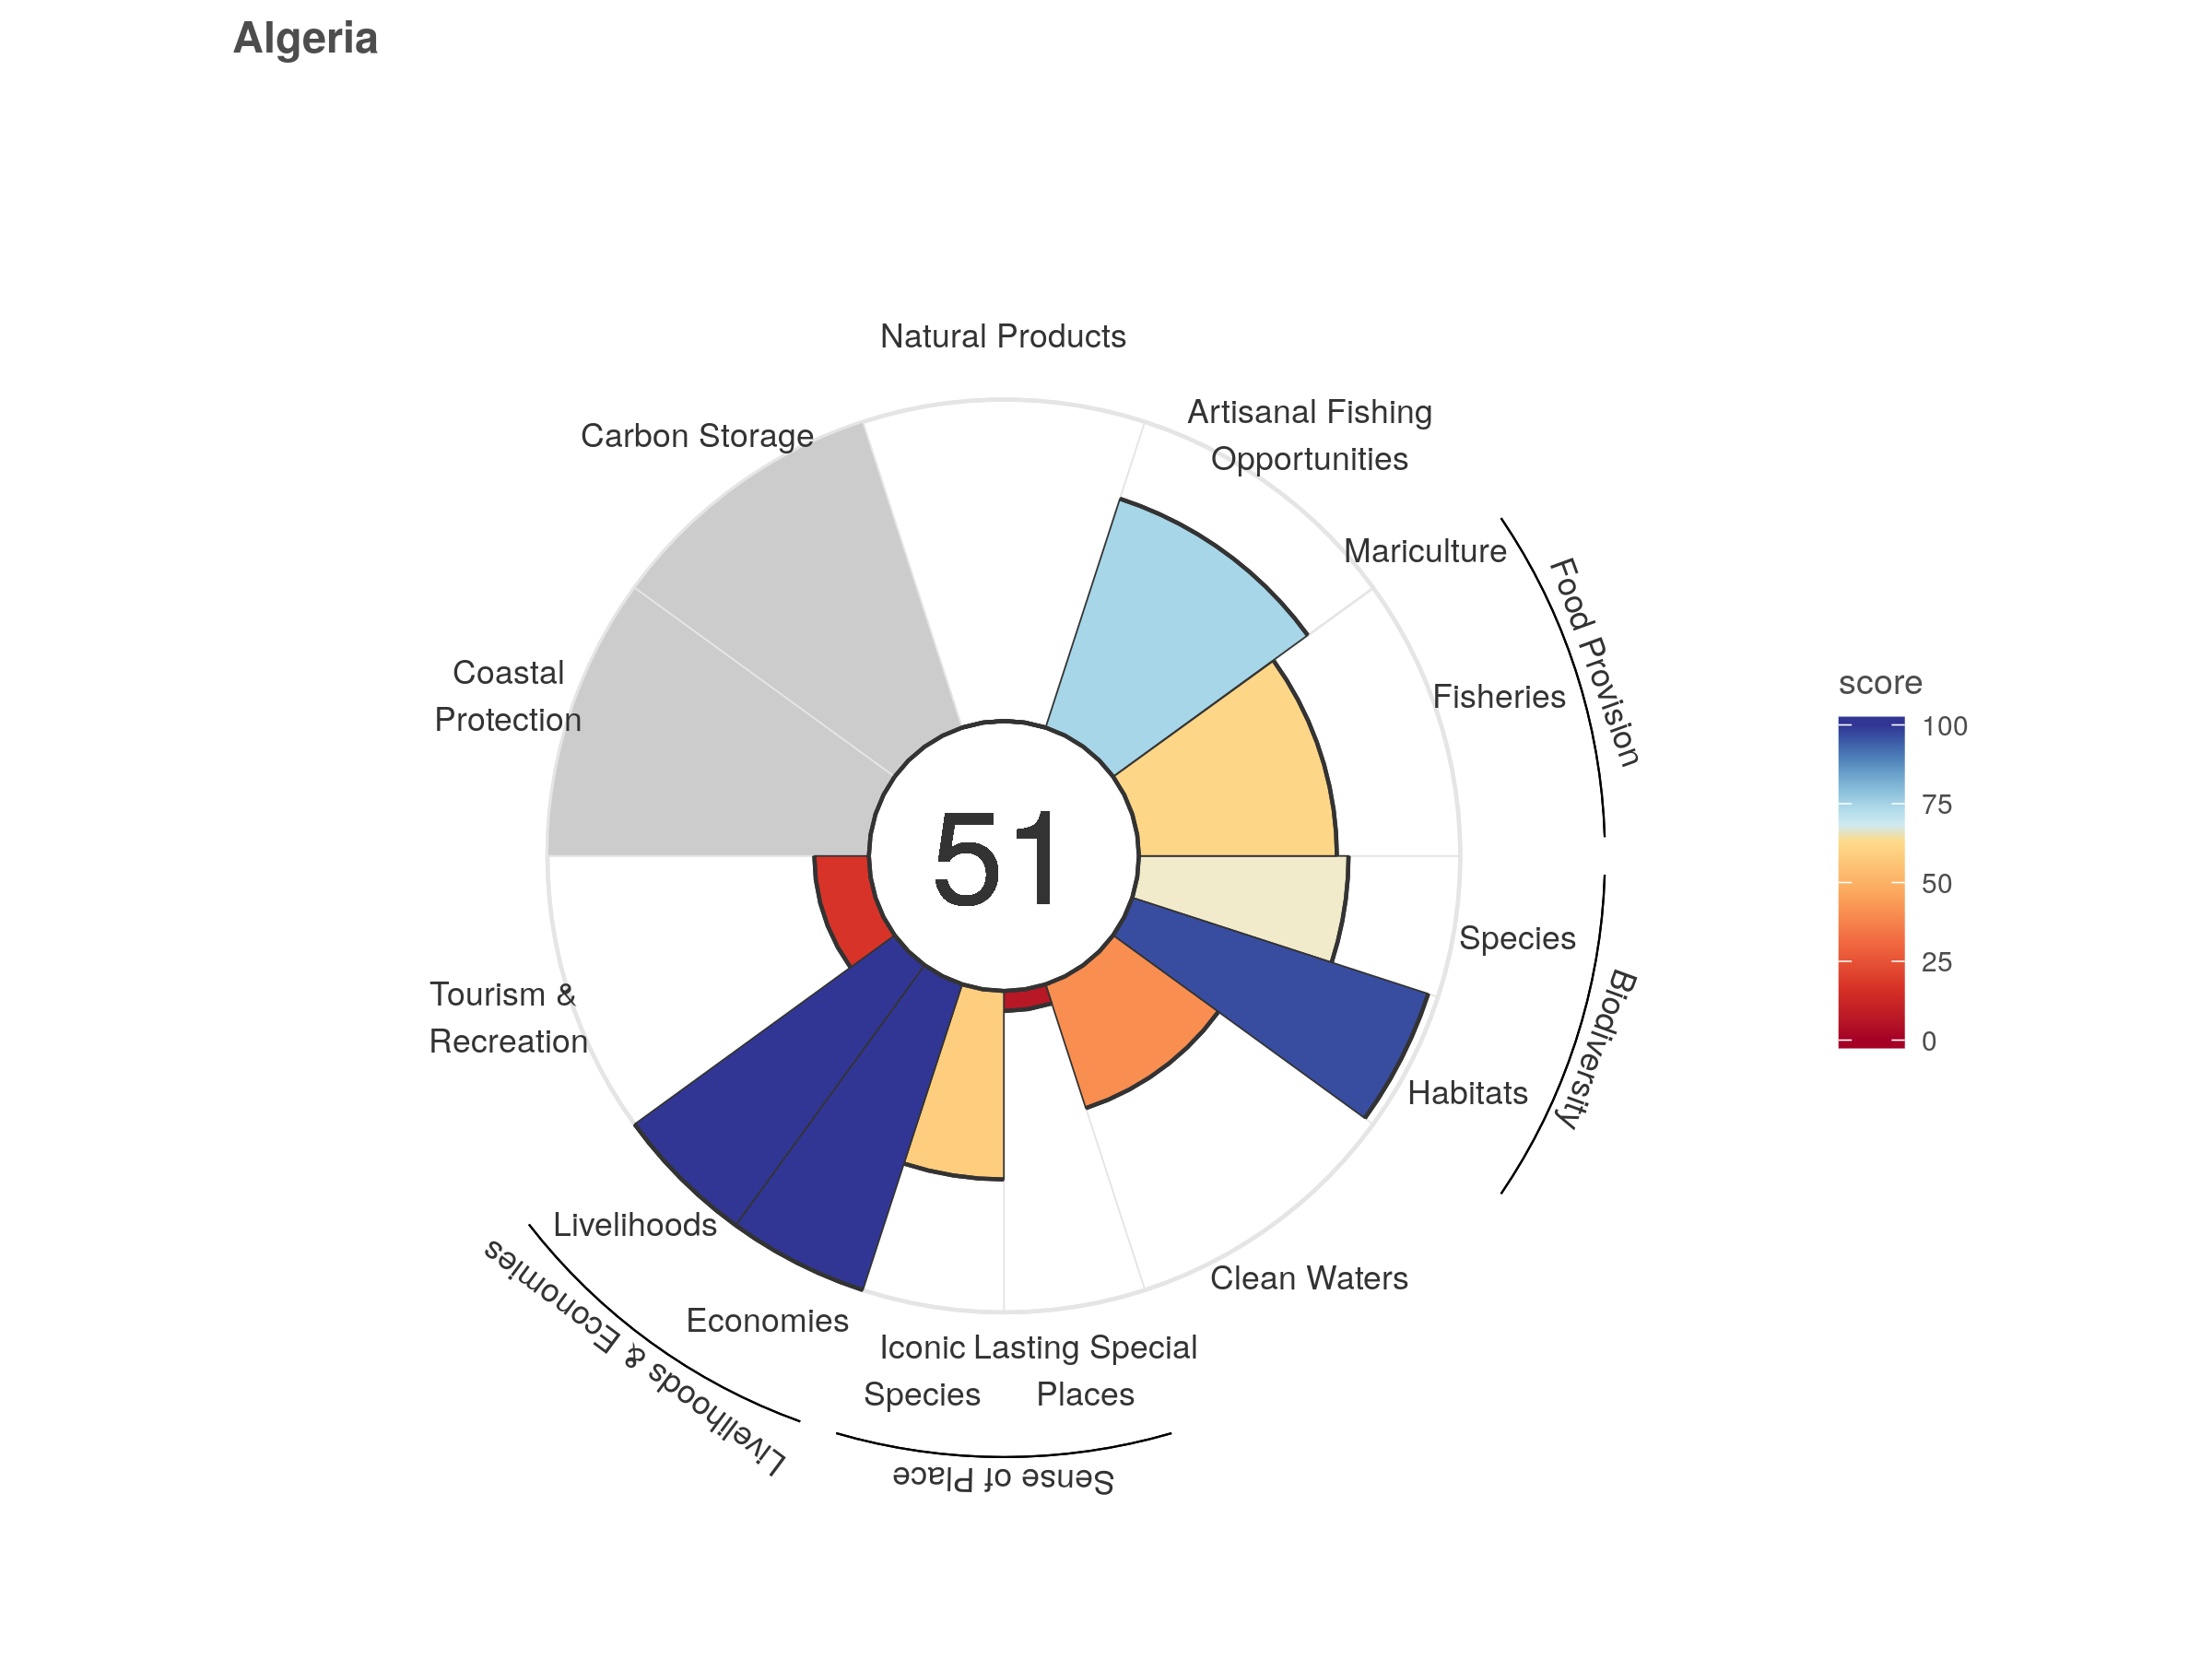 Algeria
Natural Products
Artisanal Fishing
Opportunities
Carbon Storage
Mariculture
Food Provision
Coastal
Protection
Fisheries
score
100
75
50
25
0
51
Species
Biodiversity
Tourism &
Recreation
Habitats
Livelihoods
Clean Waters
Livelihoods & Economies
Economies
Iconic
Species
Lasting Special
Places
Sense of Place